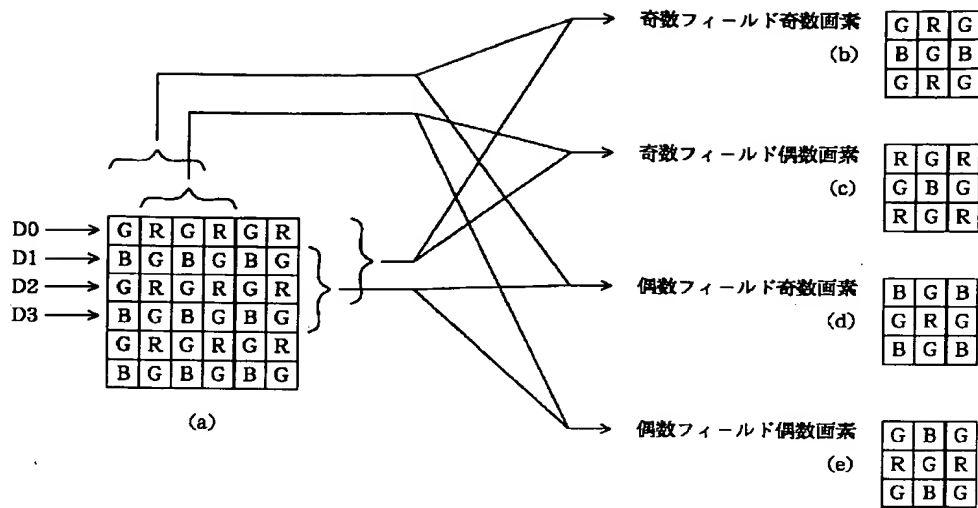 奇数フィールド奇数画素
(b)
G R G
B G B
G R G
奇数フィールド偶数画素
(c)
R G R
G B G
R G R
D0
D1
D2
D3
G R G R G R
B G B G B G
G R G R G R
B G B G B G
G R G R G R
B G B G B G
(a)
偶数フィールド奇数画素
(d)
B G B
G R G
B G B
偶数フィールド偶数画素
(e)
G B G
R G R
G B G